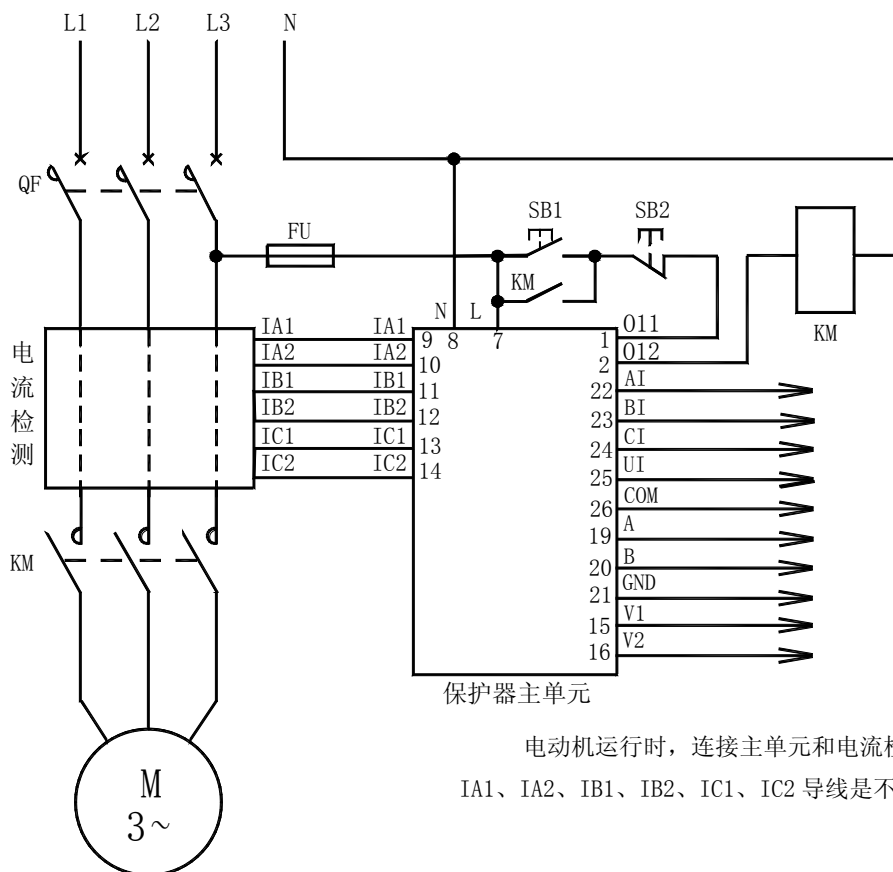 L1 L2 L3 N
QF
FU
SB1 SB2
KM
N L
KM
电流检测
IA1 IA1 9 8 7 1 O11
IA2 IA2 10 2 O12
IB1 IB1 11 22 AI
IB2 IB2 12 23 BI
IC1 IC1 13 24 CI
IC2 IC2 14 25 UI
26 COM
19 A
20 B
21 GND
15 V1
16 V2
KM
保护器主单元
M
3~
电动机运行时，连接主单元和电流
IA1、IA2、IB1、IB2、IC1、IC2 导线是不